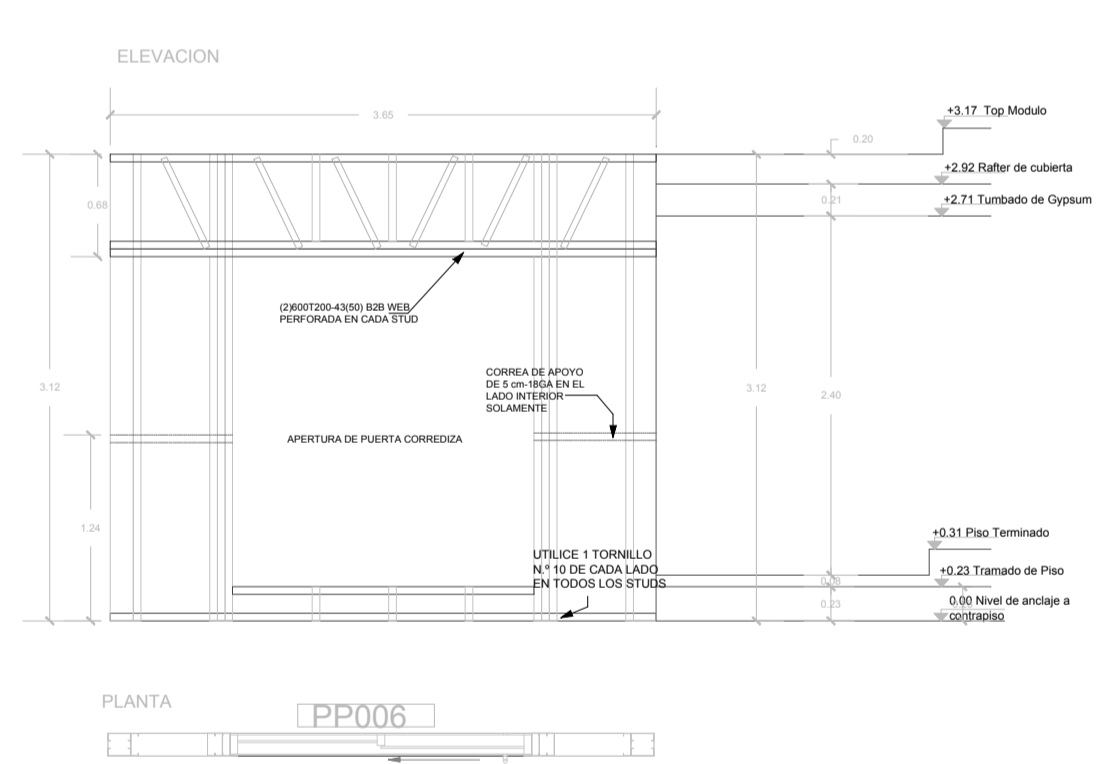 ELEVACION
3.65
+3.17 Top Modulo
0.20
+2.92 Rafter de cubierta
0.68
0.21
+2.71 Tumbado de Gypsum
(2)600T200-43(50) B2B WEB
PERFORADA EN CADA STUD
CORREA DE APOYO
DE 5 cm-18GA EN EL
LADO INTERIOR
SOLAMENTE
3.12
3.12
2.40
APERTURA DE PUERTA CORREDIZA
1.24
+0.31 Piso Terminado
UTILICE 1 TORNILLO
N.º 10 DE CADA LADO
EN TODOS LOS STUDS
+0.23 Tramado de Piso
0.08
0.23
0.00 Nivel de anclaje a
contrapiso
PLANTA
PP006